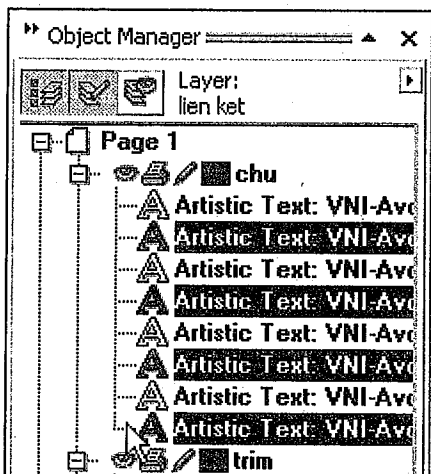 Object Manager
Layer:
lien ket
Page 1
chu
Artistic Text: VNI-Avo
Artistic Text: VNI-Avo
Artistic Text: VNI-Avo
Artistic Text: VNI-Avo
Artistic Text: VNI-Avo
Artistic Text: VNI-Avo
Artistic Text: VNI-Avo
Artistic Text: VNI-Avo
trim